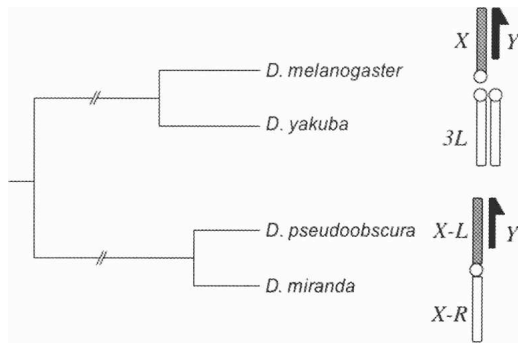 X Y
D. melanogaster
D. yakuba
3L
D. pseudoobscura X-L Y
D. miranda
X-R